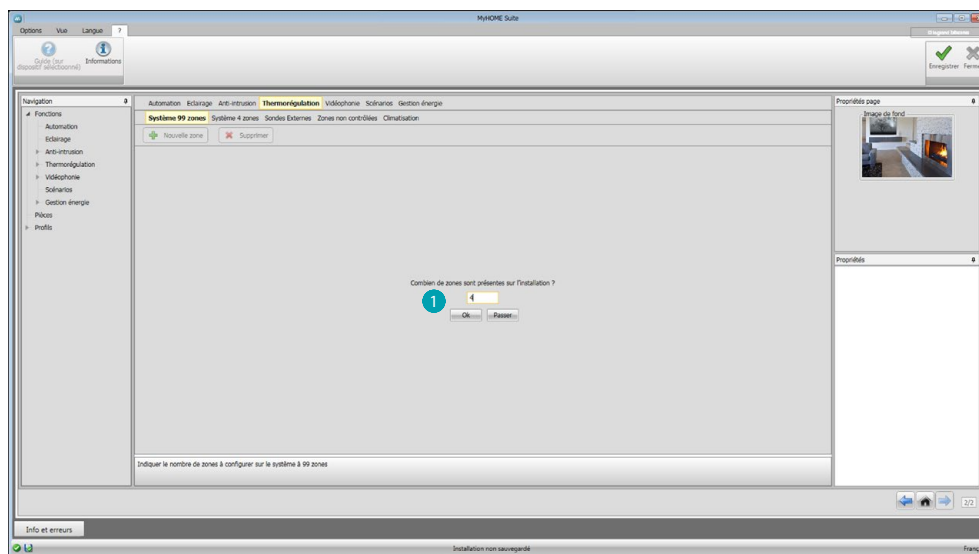 MyHOME Suite
Options Vue Langue ?
Guide (sur dispositif sélectionné)
Informations
Enregistrer Ferme
Navigation
Fonctions
Automation
Eclairage
Anti-intrusion
Thermorégulation
Vidéophonie
Scénarios
Gestion énergie
Pièces
Profils
Automation Eclairage Anti-intrusion Thermorégulation Vidéophonie Scénarios Gestion énergie
Système 99 zones Système 4 zones Sondes Externes Zones non contrôlées Climatisation
Nouvelle zone Supprimer
Combien de zones sont présentes sur l'installation ?
1
4
Ok Passer
Indiquer le nombre de zones à configurer sur le système à 99 zones
Propriétés page
Image de fond
Propriétés
2/2
Info et erreurs
Installation non sauvegardé
Franç